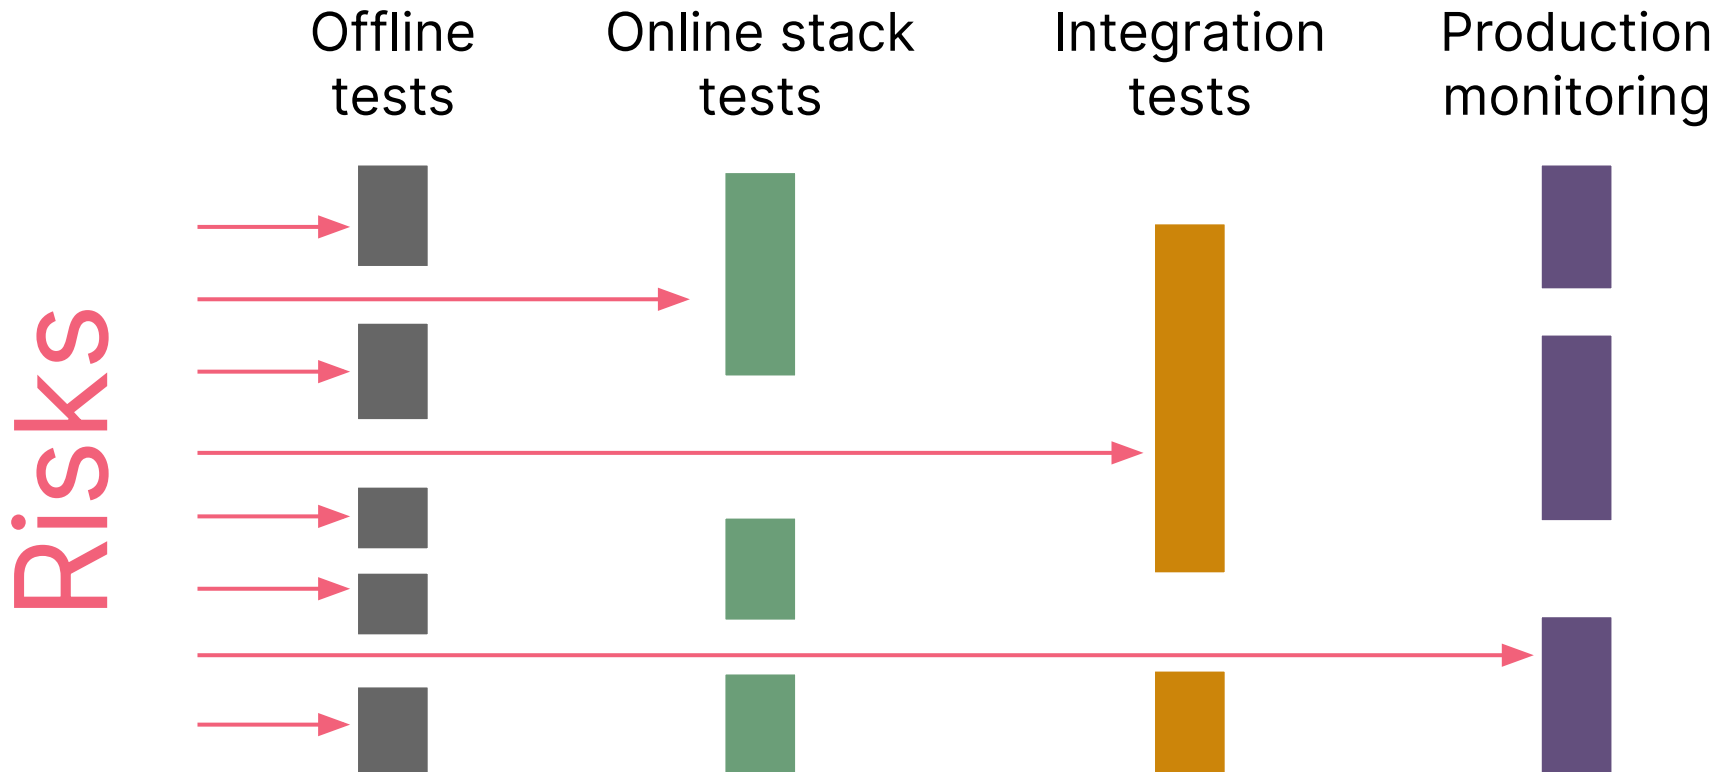 Offline
tests
Online stack
tests
Integration
tests
Production
monitoring
Risks